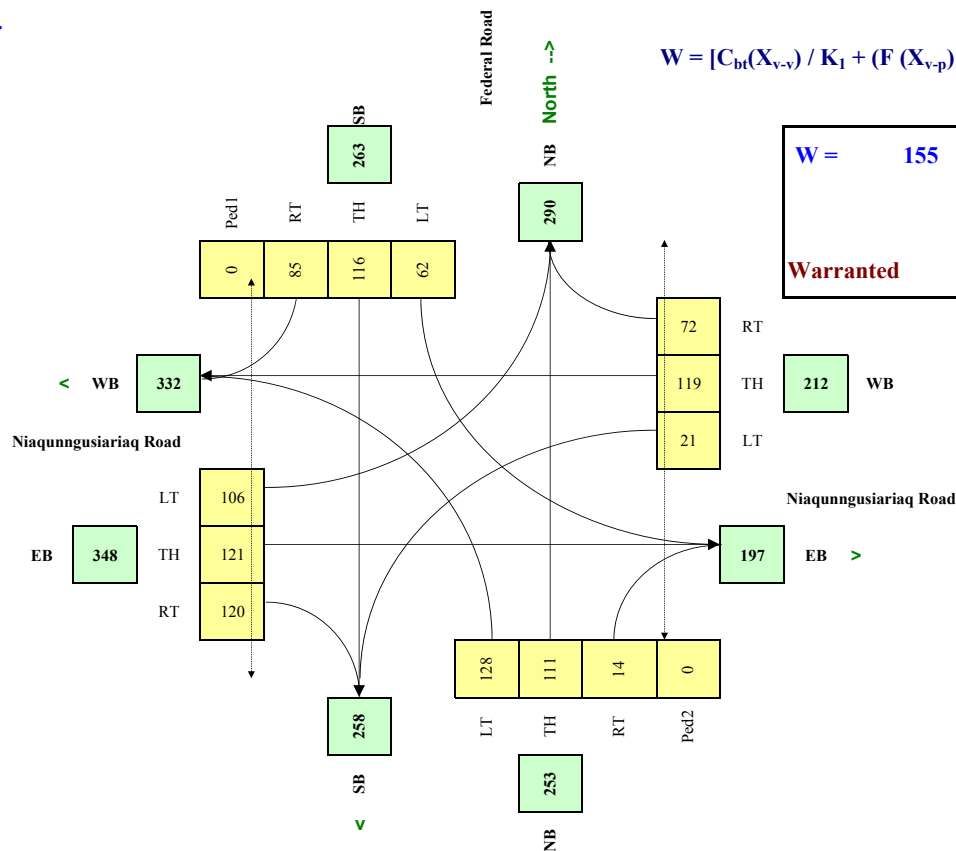 Federal Road
North -->
W = [Cbt(Xv-v) / K1 + (F (Xv-p)
SB
263
NB
290
W = 155
Warranted
Ped1 RT TH LT
0 85 116 62
72 RT
< WB 332
119 TH 212 WB
21 LT
Niaqunngusiariaq Road
LT 106
Niaqunngusiariaq Road
EB 348 TH 121
197 EB >
RT 120
128 111 14 0
258
LT TH RT Ped2
SB
253
<
NB